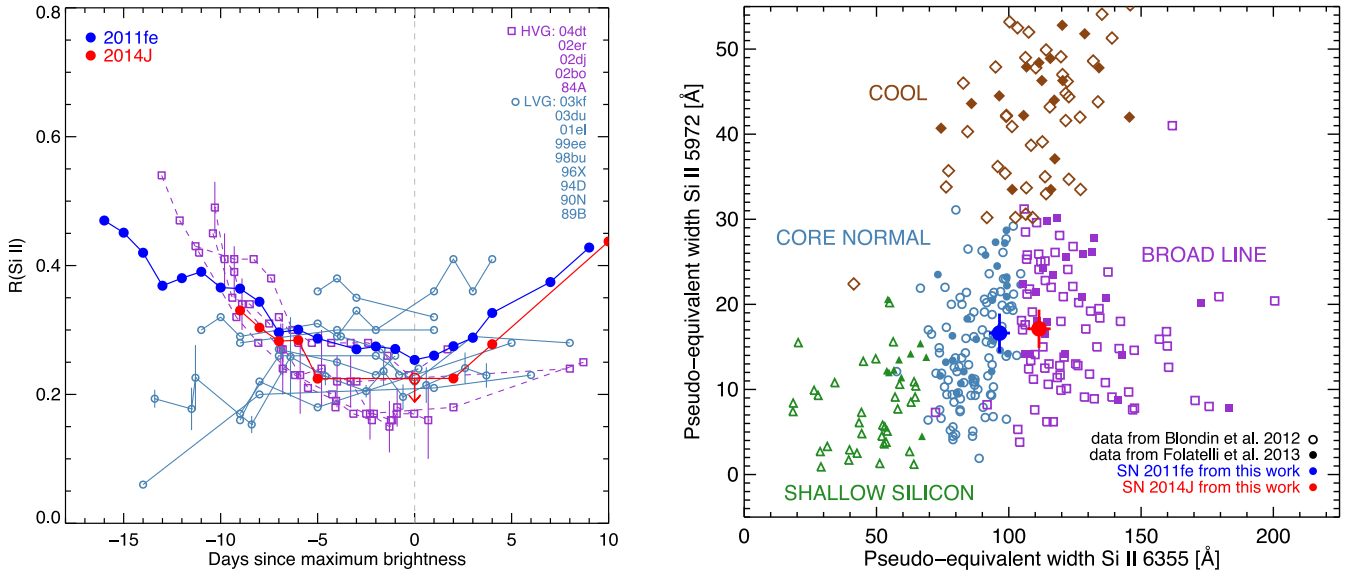 2011fe
2014J
HVG: 04dt
02er
02dj
02bo
84A
LVG: 03kf
03du
01el
99ee
98bu
96X
94D
90N
89B
R(Si II)
0.8
0.6
0.4
0.2
0.0
−15
−10
−5
0
5
10
Days since maximum brightness
Pseudo−equivalent width Si II 5972 [Å]
50
40
30
20
10
0
COOL
CORE NORMAL
BROAD LINE
SHALLOW SILICON
data from Blondin et al. 2012
data from Folatelli et al. 2013
SN 2011fe from this work
SN 2014J from this work
0
50
100
150
200
Pseudo−equivalent width Si II 6355 [Å]